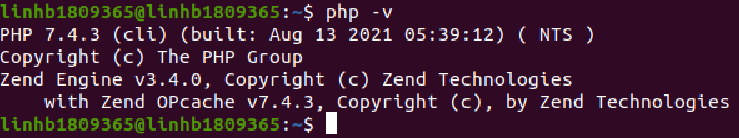 linhb1809365@linhb1809365:~$ php -v
PHP 7.4.3 (cli) (built: Aug 13 2021 05:39:12) ( NTS )
Copyright (c) The PHP Group
Zend Engine v3.4.0, Copyright (c) Zend Technologies
    with Zend OPcache v7.4.3, Copyright (c), by Zend Technologies
linhb1809365@linhb1809365:~$